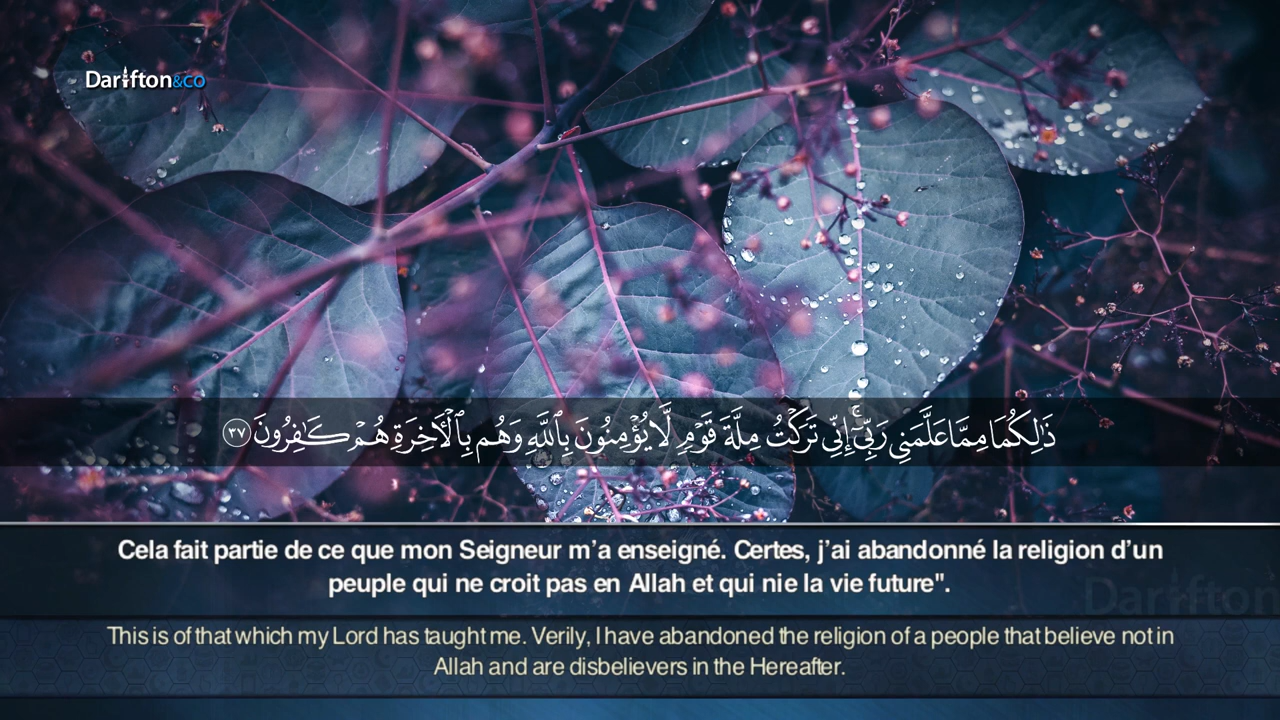 Darifton&co
ذَٰلِكُمَا مِمَّا عَلَّمَنِي رَبِّيٓۚ إِنِّي تَرَكۡتُ مِلَّةَ قَوۡمٖ لَّا يُؤۡمِنُونَ بِٱللَّهِ وَهُم بِٱلۡأٓخِرَةِ هُمۡ كَٰفِرُونَ ٣٧
Cela fait partie de ce que mon Seigneur m’a enseigné. Certes, j’ai abandonné la religion d’un
peuple qui ne croit pas en Allah et qui nie la vie future".
Darifton
This is of that which my Lord has taught me. Verily, I have abandoned the religion of a people that believe not in
Allah and are disbelievers in the Hereafter.